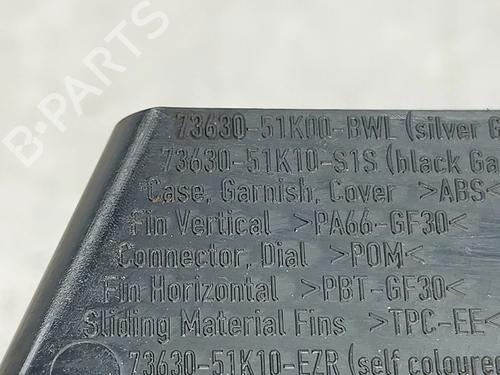 73630-51K00-BWL (silver G
73630-51K10-S1S (black Ga
Case, Garnish, Cover >ABS<
Fin Vertical >PA66-GF30<
Connector, Dial >POM<
Fin Horizontal >PBT-GF30<
Sliding Material Fins >TPC-EE<
73630-51K10-EZR (self coloured
B-PARTS